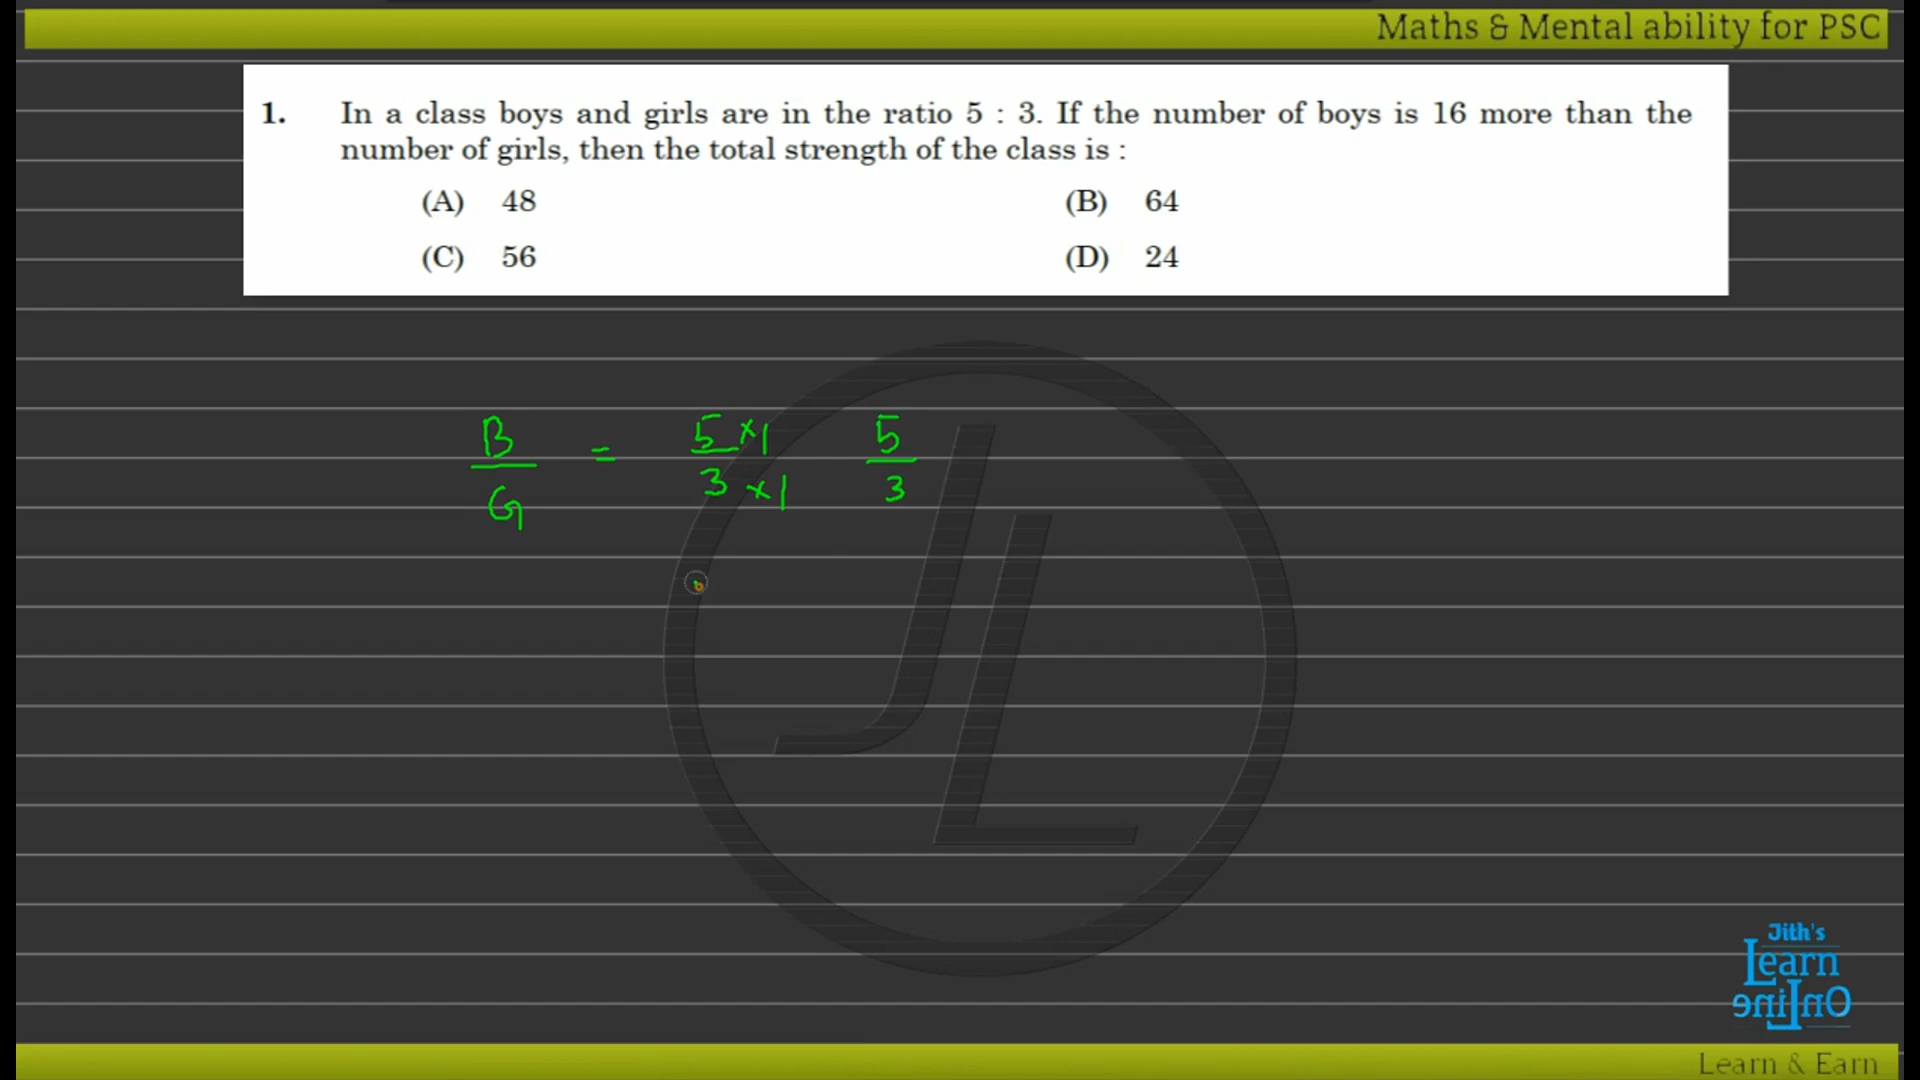 Maths & Mental ability for PSC
1. In a class boys and girls are in the ratio 5 : 3. If the number of boys is 16 more than the
number of girls, then the total strength of the class is :
(A) 48 (B) 64
(C) 56 (D) 24
B = 5 ×1 5
G 3 ×1 3
JL
Jith's
Learn
OnLine
Learn & Earn